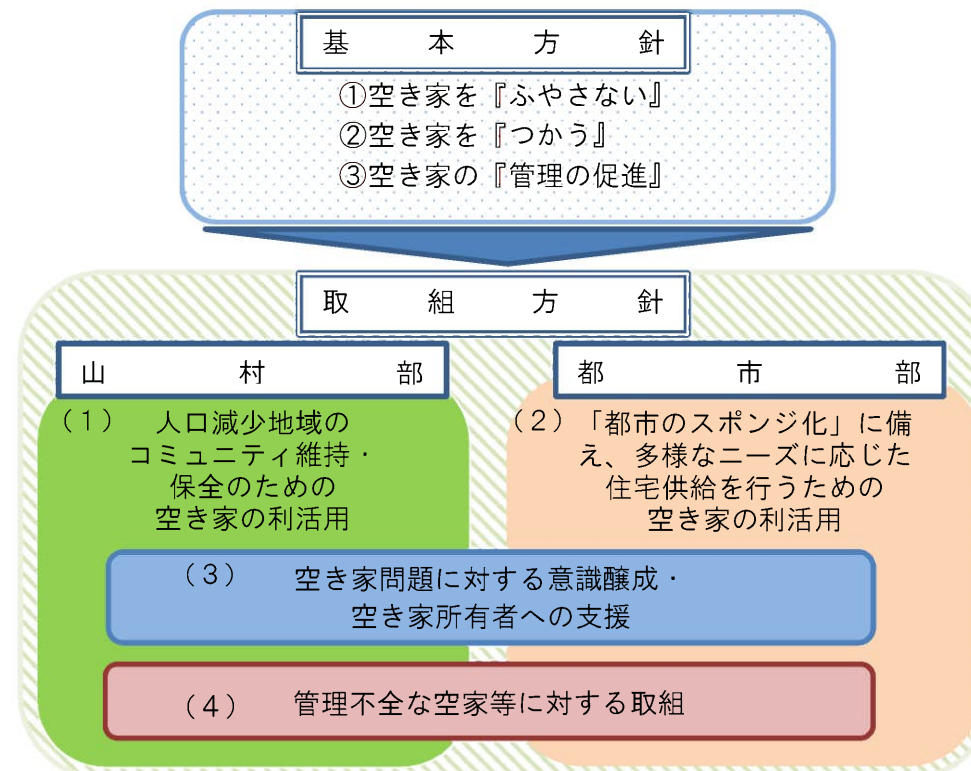 基本方針
①空き家を『ふやさない』
②空き家を『つかう』
③空き家の『管理の促進』
取組方針
山村部
(1) 人口減少地域の
コミュニティ維持・
保全のための
空き家の利活用
都市部
(2)「都市のスポンジ化」に備
え、多様なニーズに応じた
住宅供給を行うための
空き家の利活用
(3) 空き家問題に対する意識醸成・
空き家所有者への支援
(4) 管理不全な空家等に対する取組